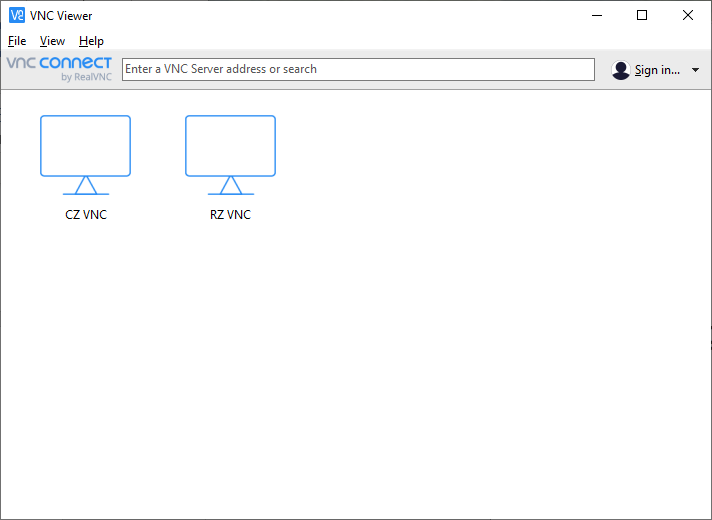 VNC Viewer
File View Help
vnc connect
by RealVNC
Enter a VNC Server address or search
Sign in...
CZ VNC
RZ VNC